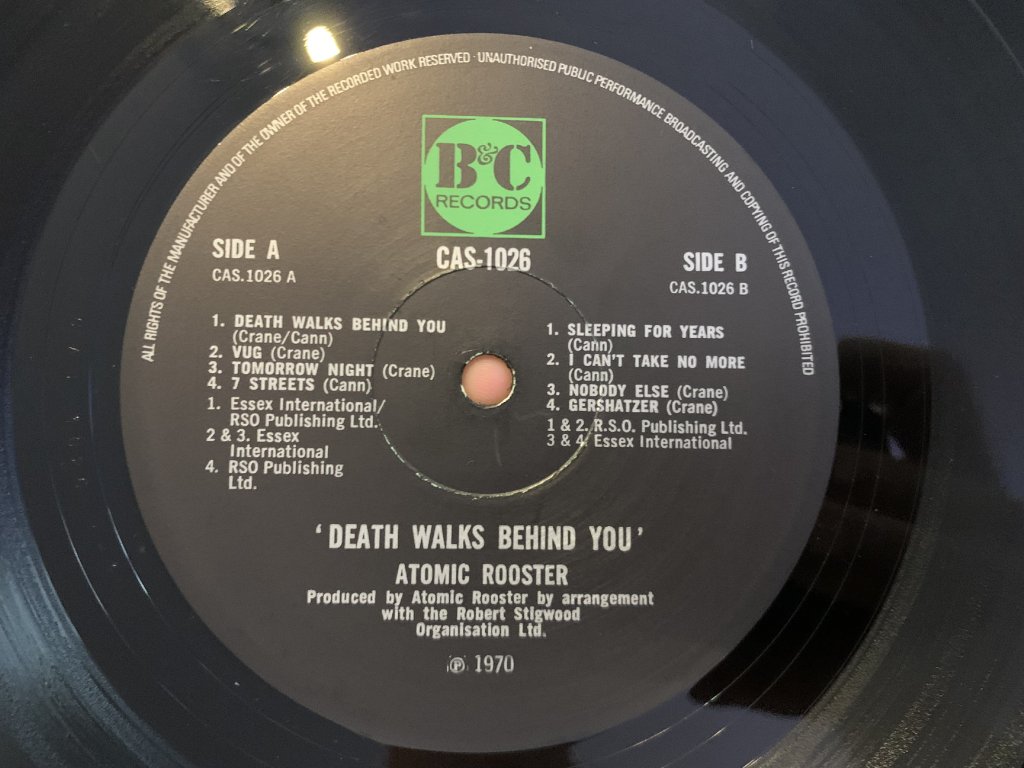 ALL RIGHTS OF THE MANUFACTURER AND OF THE OWNER OF THE RECORDED WORK RESERVED · UNAUTHORISED PUBLIC PERFORMANCE BROADCASTING AND COPYING OF THIS RECORD PROHIBITED
B&C
RECORDS
CAS-1026
SIDE A
CAS.1026 A
1. DEATH WALKS BEHIND YOU
(Crane/Cann)
2. VUG (Crane)
3. TOMORROW NIGHT (Crane)
4. 7 STREETS (Cann)
1. Essex International/
RSO Publishing Ltd.
2 & 3. Essex
International
4. RSO Publishing
Ltd.
SIDE B
CAS.1026 B
1. SLEEPING FOR YEARS
(Cann)
2. I CAN'T TAKE NO MORE
(Cann)
3. NOBODY ELSE (Crane)
4. GERSHATZER (Crane)
1 & 2. R.S.O. Publishing Ltd.
3 & 4. Essex International
'DEATH WALKS BEHIND YOU'
ATOMIC ROOSTER
Produced by Atomic Rooster by arrangement
with the Robert Stigwood
Organisation Ltd.
℗ 1970